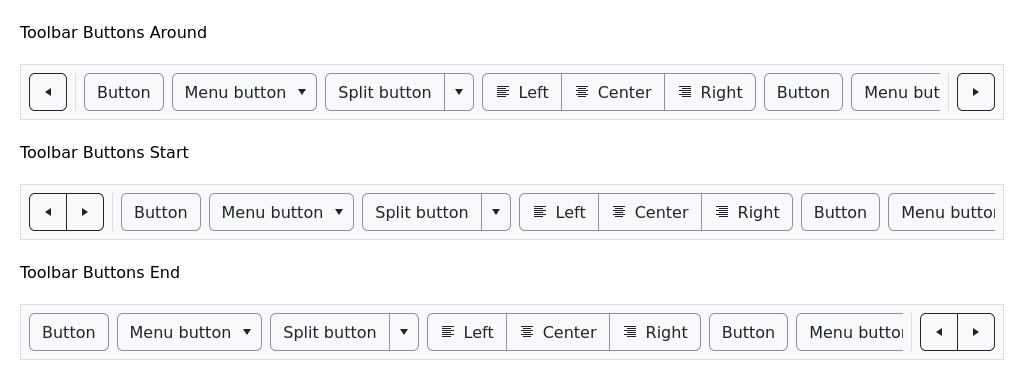 Toolbar Buttons Around
Button Menu button Split button Left Center Right Button Menu but
Toolbar Buttons Start
Button Menu button Split button Left Center Right Button Menu button
Toolbar Buttons End
Button Menu button Split button Left Center Right Button Menu button